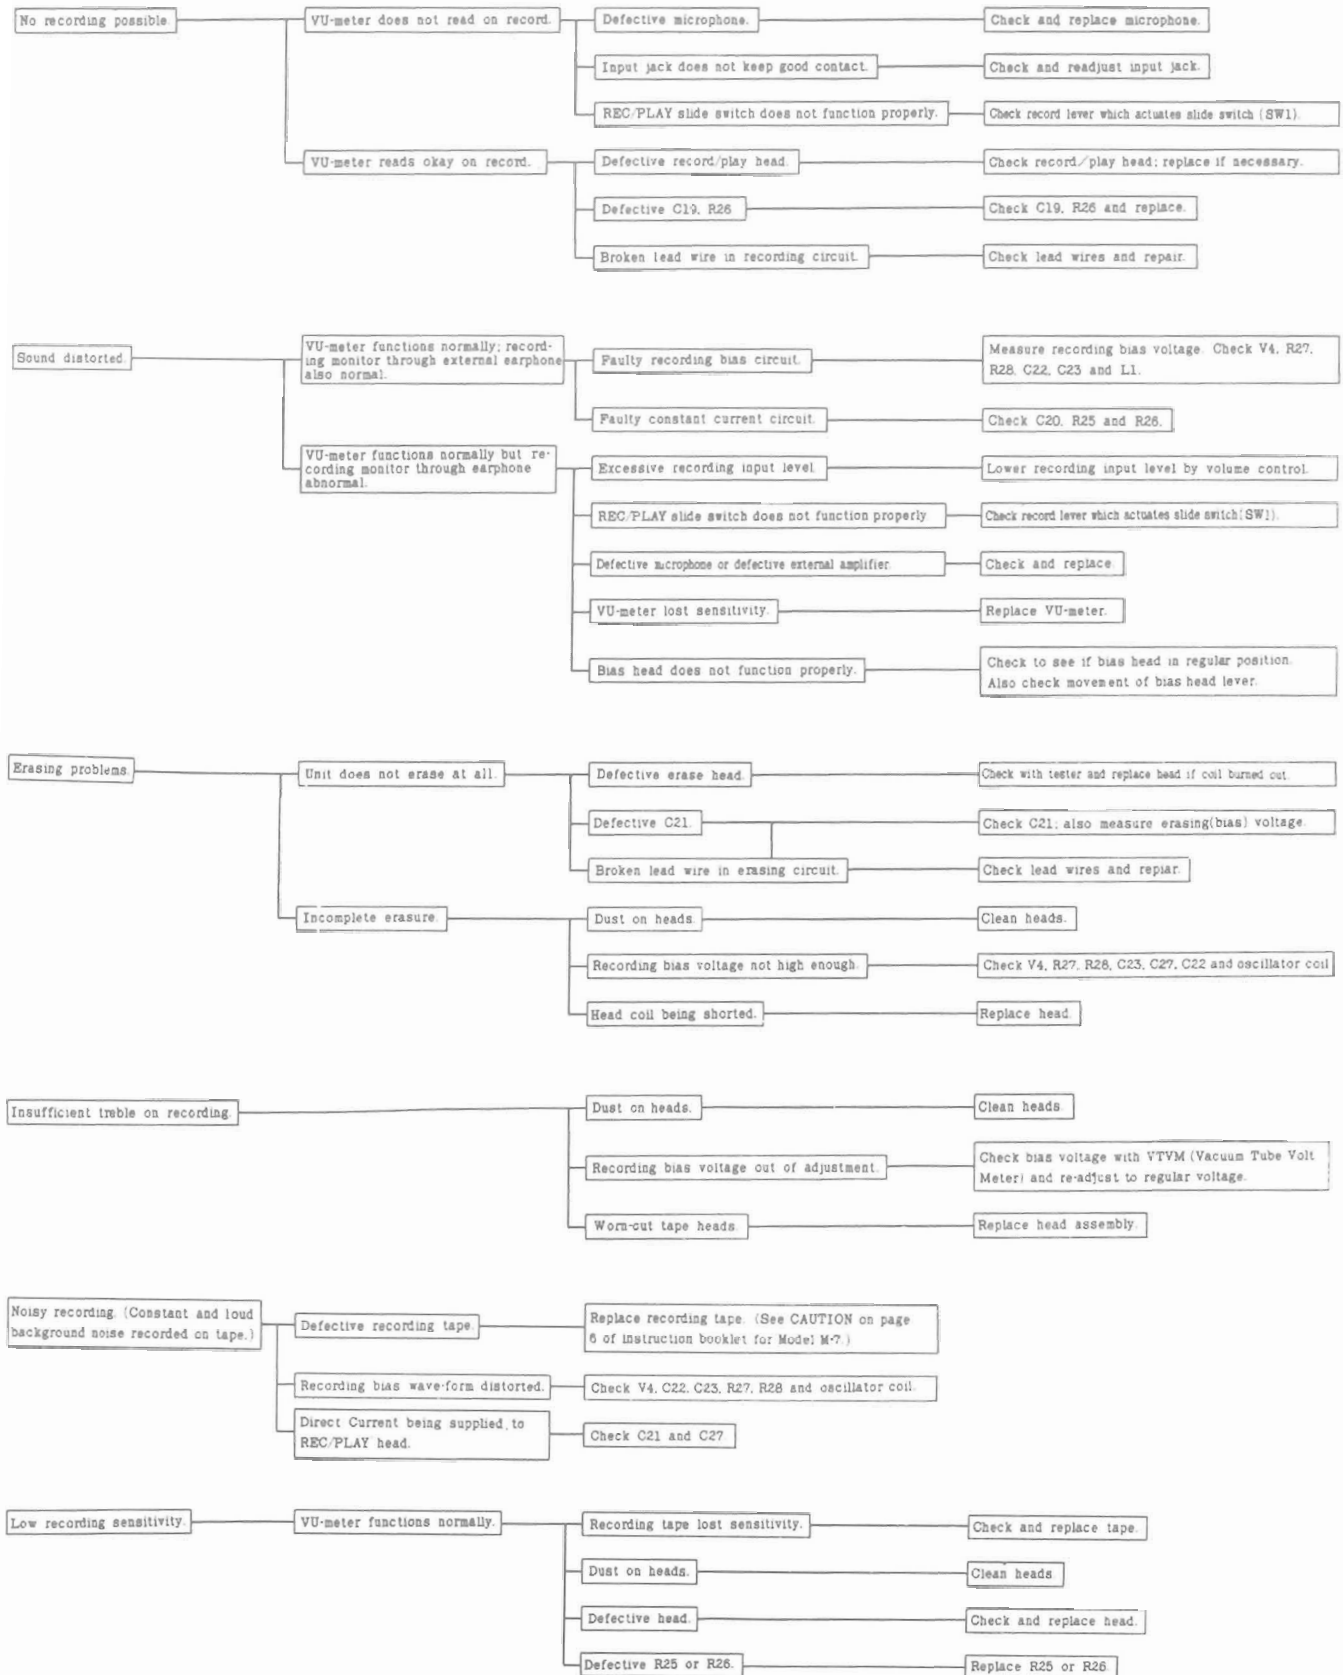 No recording possible.
VU-meter does not read on record.
Defective microphone.
Check and replace microphone.
Input jack does not keep good contact.
Check and readjust input jack.
REC/PLAY slide switch does not function properly.
Check record lever which actuates slide switch (SW1).
VU-meter reads okay on record.
Defective record/play head.
Check record/play head; replace if necessary.
Defective C19, R26
Check C19, R26 and replace.
Broken lead wire in recording circuit.
Check lead wires and repair.
Sound distorted.
VU-meter functions normally; record-
ing monitor through external earphone
also normal.
Faulty recording bias circuit.
Measure recording bias voltage. Check V4, R27,
R28, C22, C23 and L1.
Faulty constant current circuit.
Check C20, R25 and R26.
VU-meter functions normally but re-
cording monitor through earphone
abnormal.
Excessive recording input level.
Lower recording input level by volume control.
REC/PLAY slide switch does not function properly
Check record lever which actuates slide switch(SW1).
Defective microphone or defective external amplifier.
Check and replace.
VU-meter lost sensitivity.
Replace VU-meter.
Bias head does not function properly.
Check to see if bias head in regular position.
Also check movement of bias head lever.
Erasing problems.
Unit does not erase at all.
Defective erase head.
Check with tester and replace head if coil burned out.
Defective C21.
Check C21; also measure erasing(bias) voltage.
Broken lead wire in erasing circuit.
Check lead wires and repiar.
Incomplete erasure.
Dust on heads.
Clean heads.
Recording bias voltage not high enough.
Check V4, R27, R28, C23, C27, C22 and oscillator coil
Head coil being shorted.
Replace head.
Insufficient treble on recording.
Dust on heads.
Clean heads.
Recording bias voltage out of adjustment.
Check bias voltage with VTVM (Vacuum Tube Volt
Meter) and re-adjust to regular voltage.
Worn-out tape heads.
Replace head assembly.
Noisy recording. (Constant and loud
background noise recorded on tape.)
Defective recording tape.
Replace recording tape. (See CAUTION on page
6 of instruction booklet for Model M-7.)
Recording bias wave-form distorted.
Check V4, C22, C23, R27, R28 and oscillator coil.
Direct Current being supplied, to
REC/PLAY head.
Check C21 and C27
Low recording sensitivity.
VU-meter functions normally.
Recording tape lost sensitivity.
Check and replace tape.
Dust on heads.
Clean heads
Defective head.
Check and replace head.
Defective R25 or R26.
Replace R25 or R26.